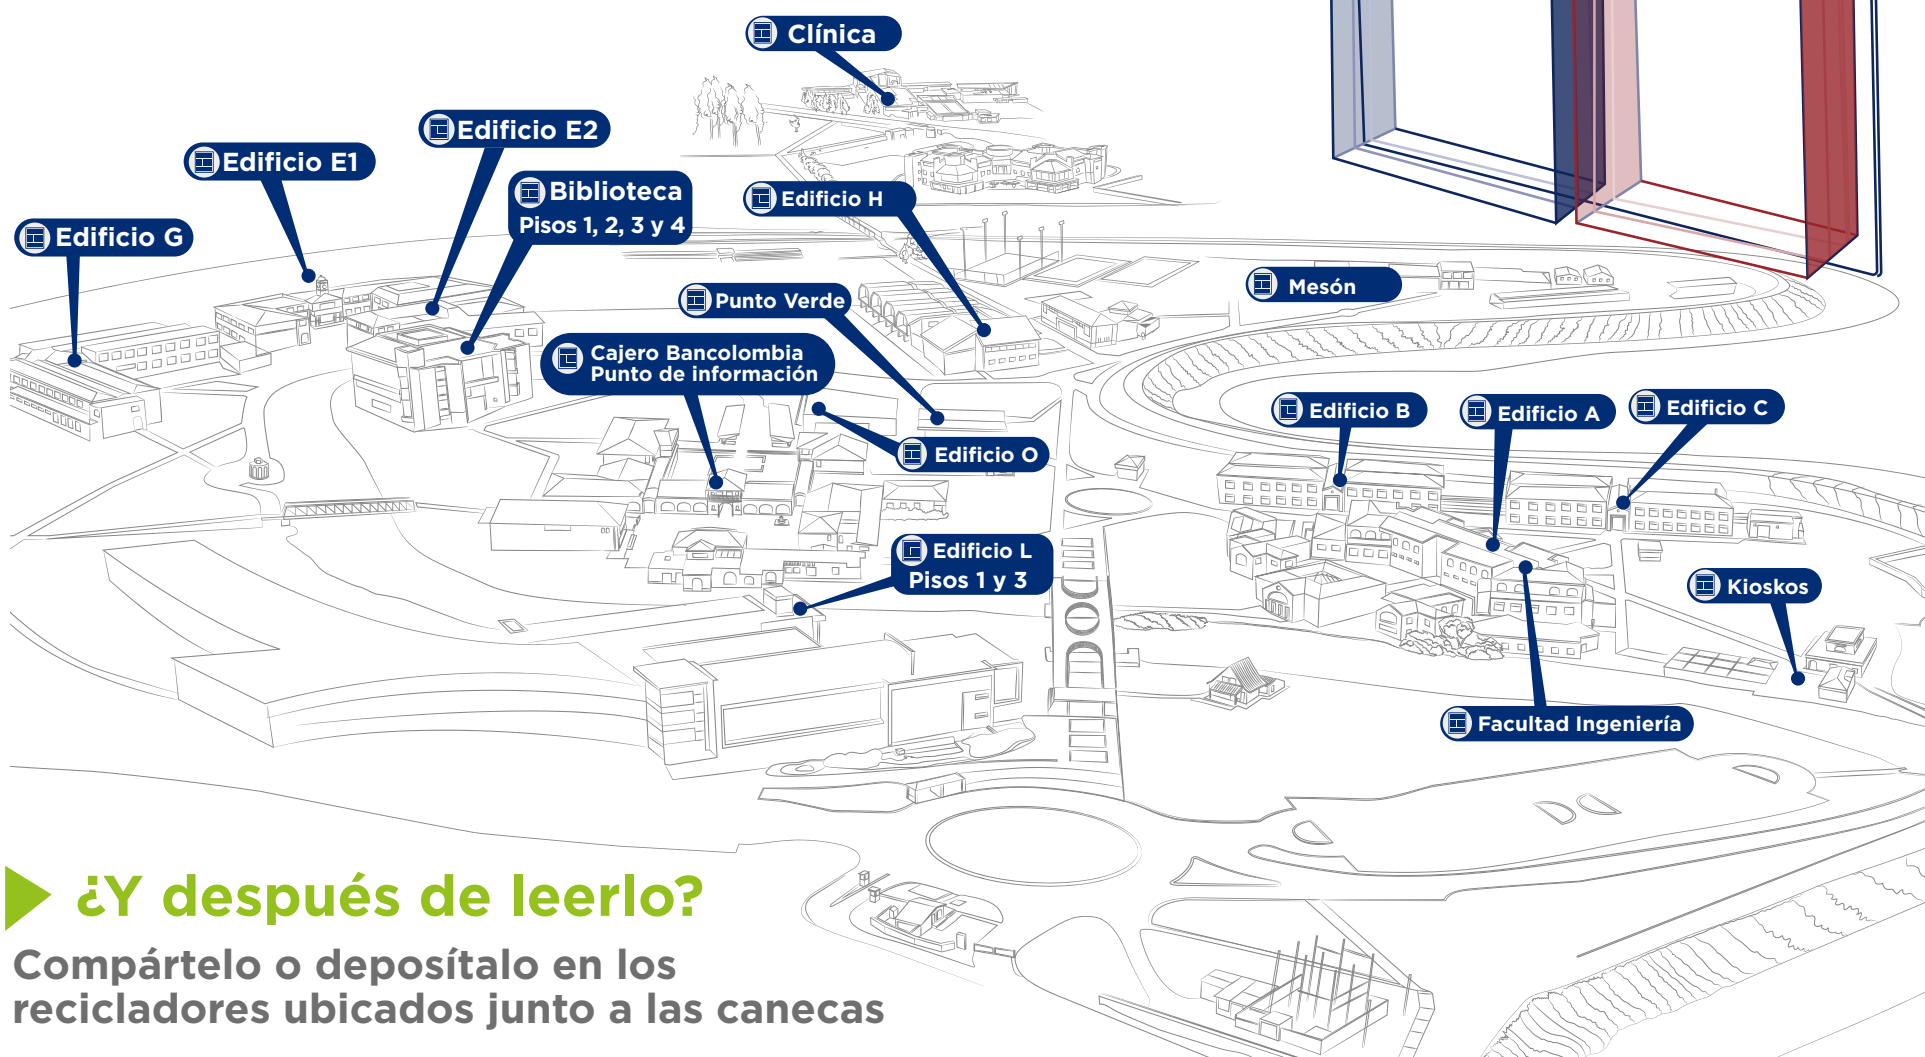 Clínica
Edificio E2
Edificio E1
Biblioteca
Pisos 1, 2, 3 y 4
Edificio H
Edificio G
Mesón
Punto Verde
Cajero Bancolombia
Punto de información
Edificio B
Edificio A
Edificio C
Edificio O
Edificio L
Pisos 1 y 3
Kioskos
Facultad Ingeniería
¿Y después de leerlo?
Compártelo o deposítalo en los
recicladores ubicados junto a las canecas